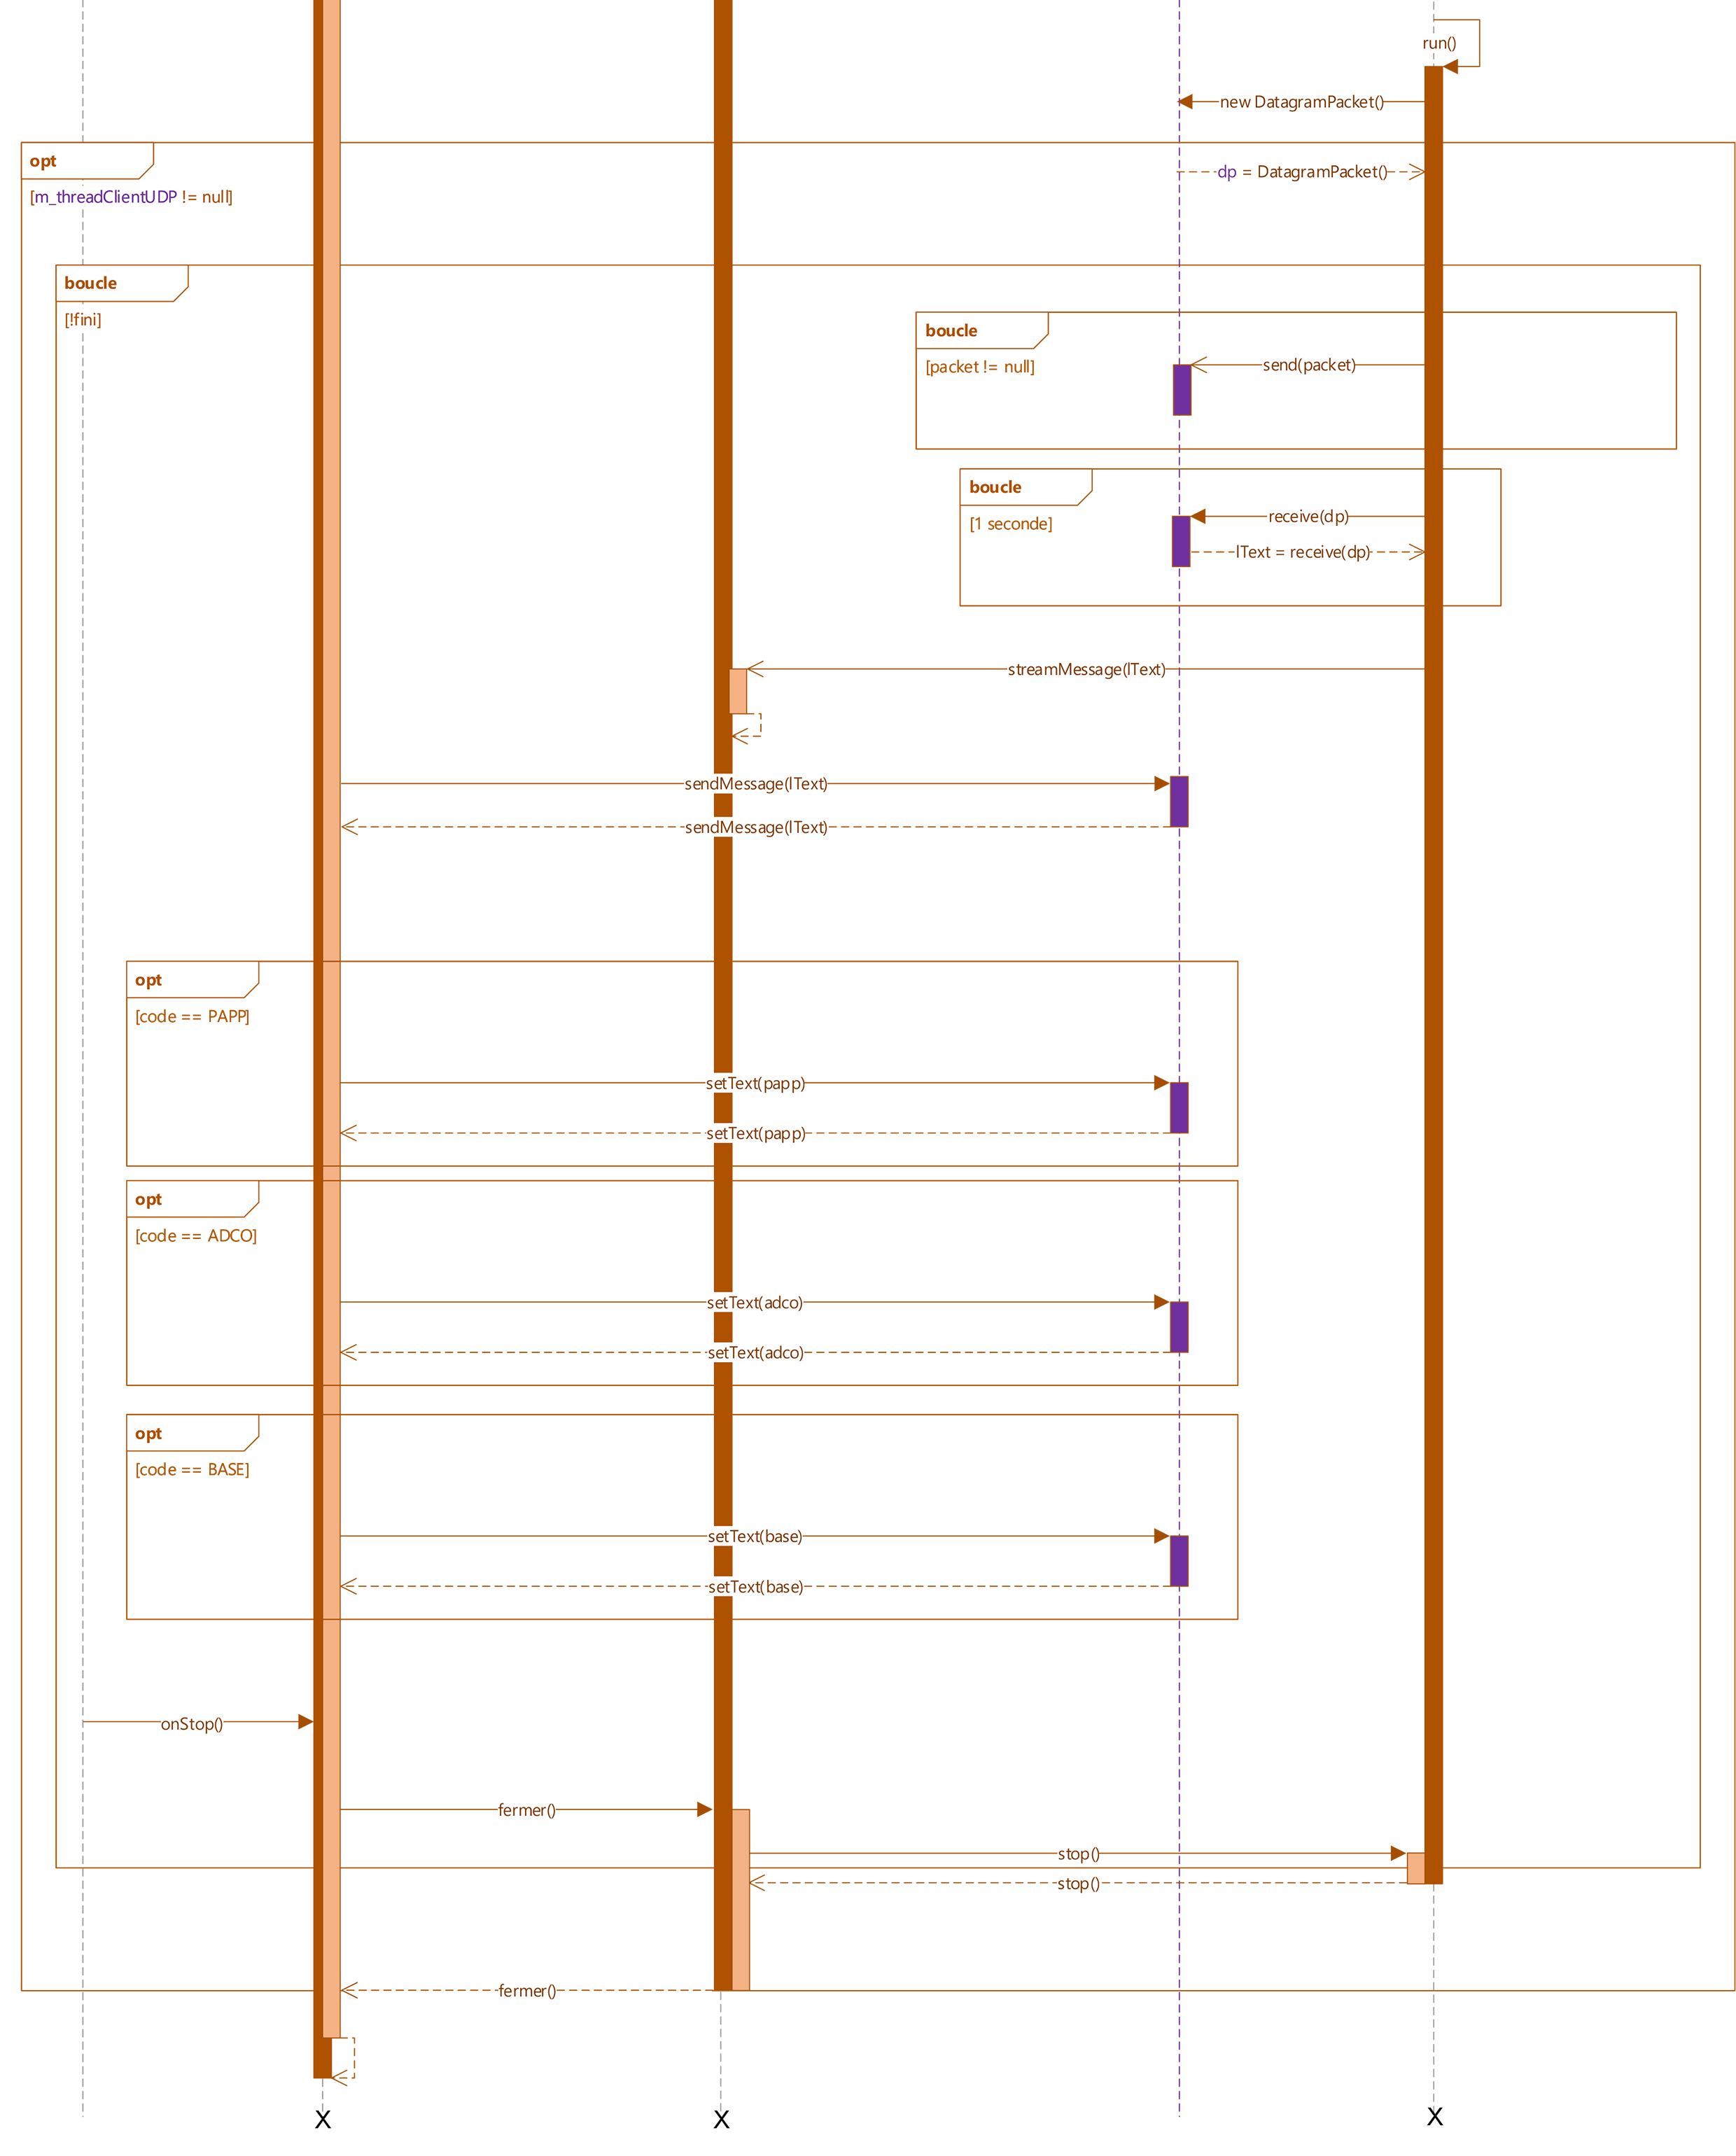 run()
new DatagramPacket()
opt
dp = DatagramPacket()
[m_threadClientUDP != null]
boucle
[!fini]
boucle
[packet != null]
send(packet)
boucle
[1 seconde]
receive(dp)
lText = receive(dp)
streamMessage(lText)
sendMessage(lText)
sendMessage(lText)
opt
[code == PAPP]
setText(papp)
setText(papp)
opt
[code == ADCO]
setText(adco)
setText(adco)
opt
[code == BASE]
setText(base)
setText(base)
onStop()
fermer()
stop()
stop()
fermer()
X
X
X